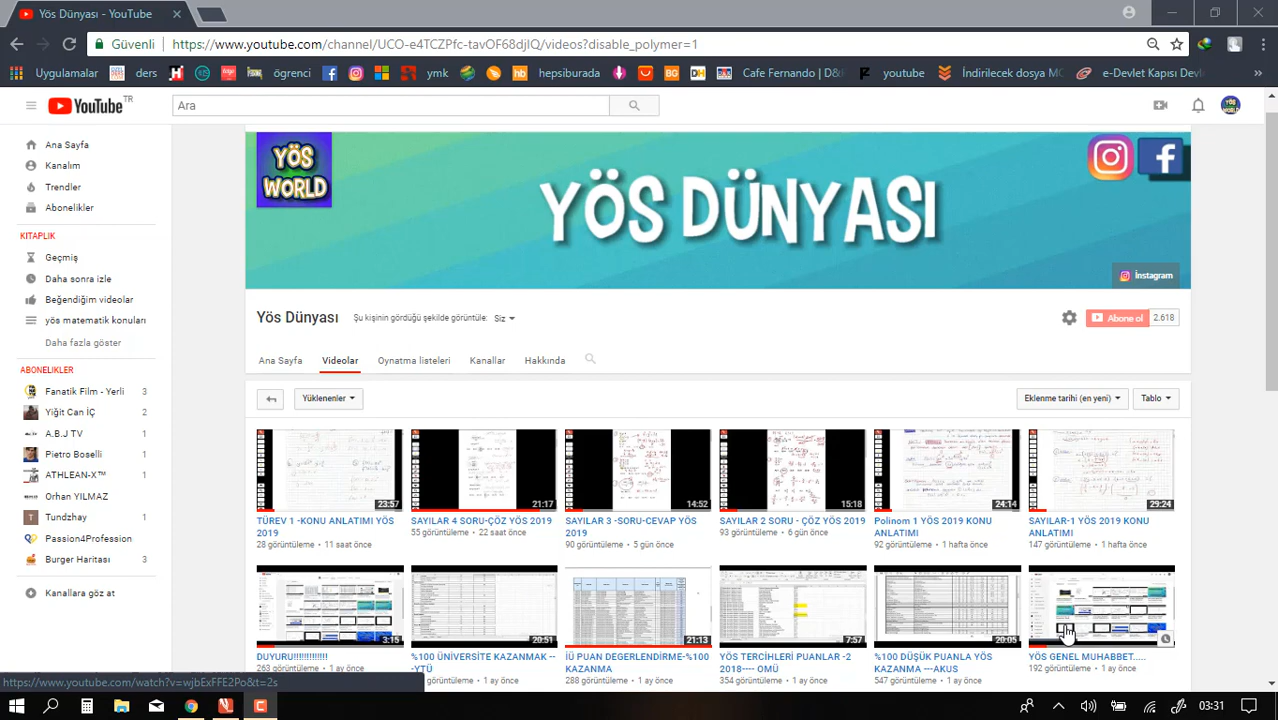 Yös Dünyası - YouTube
Güvenli
https://www.youtube.com/channel/UCO-e4TCZPfc-tavOF68djIQ/videos?disable_polymer=1
Uygulamalar ders öğrenci ymk hepsiburada Cafe Fernando | D&R youtube İndirilecek dosya MC e-Devlet Kapısı Devl »
YouTube TR
Ara
Ana Sayfa
Kanalım
Trendler
Abonelikler
KITAPLIK
Geçmiş
Daha sonra izle
Beğendiğim videolar
yös matematik konuları
Daha fazla göster
ABONELIKLER
Fanatik Film - Yerli 3
Yiğit Can İÇ 2
A.B.J TV 1
Pietro Boselli 1
ATHLEAN-X™ 1
Orhan YILMAZ 1
Tundzhay 1
Passion4Profession 1
Burger Haritası 1
Kanallara göz at
YÖS
WORLD
YÖS DÜNYASI
İnstagram
Yös Dünyası Şu kişinin gördüğü şekilde görüntüle: Siz
Abone ol 2.618
Ana Sayfa Videolar Oynatma listeleri Kanallar Hakkında
Yüklenenler
Eklenme tarihi (en yeni) Tablo
23:57 21:17 14:52 15:18 24:14 29:24
TÜREV 1 -KONU ANLATIMI YÖS 2019
28 görüntüleme • 11 saat önce
SAYILAR 4 SORU-ÇÖZ YÖS 2019
55 görüntüleme • 22 saat önce
SAYILAR 3 -SORU-CEVAP YÖS 2019
90 görüntüleme • 5 gün önce
SAYILAR 2 SORU - ÇÖZ YÖS 2019
93 görüntüleme • 6 gün önce
Polinom 1 YÖS 2019 KONU ANLATIMI
92 görüntüleme • 1 hafta önce
SAYILAR-1 YÖS 2019 KONU ANLATIMI
147 görüntüleme • 1 hafta önce
3:15 20:51 21:13 7:57 20:05
DUYURU!!!!!!!!!!!!!
263 görüntüleme • 1 ay önce
%100 ÜNİVERSİTE KAZANMAK ---YTÜ
1 ay önce
İÜ PUAN DEGERLENDİRME-%100 KAZANMA
288 görüntüleme • 1 ay önce
YÖS TERCİHLERİ PUANLAR -2 2018---- OMÜ
354 görüntüleme • 1 ay önce
%100 DÜŞÜK PUANLA YÖS KAZANMA ---AKUS
547 görüntüleme • 1 ay önce
YÖS GENEL MUHABBET.....
192 görüntüleme • 1 ay önce
https://www.youtube.com/watch?v=wjbExFFE2Po&t=2s
03:31